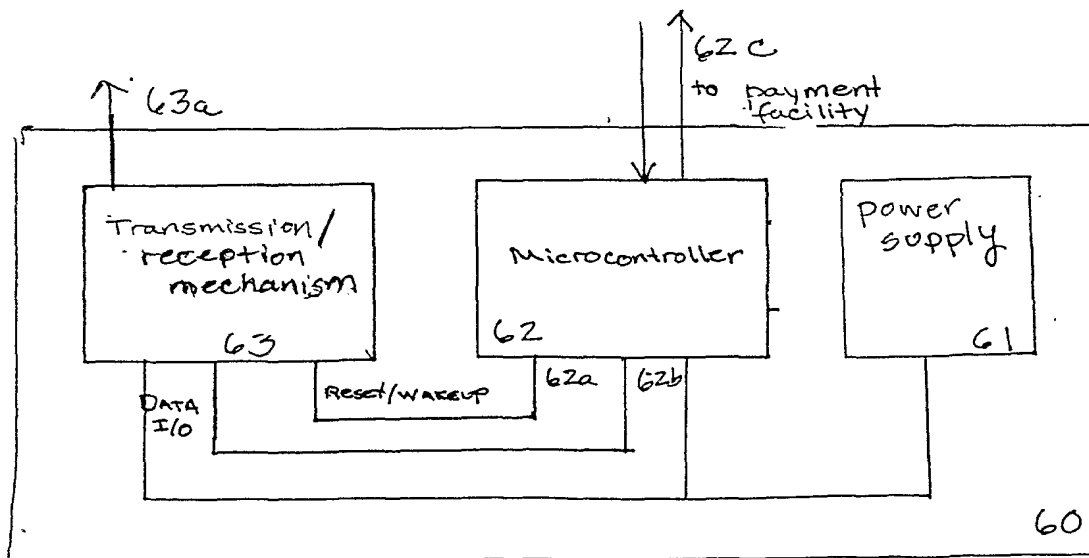 62c
to payment
facility
63a
Transmission/
reception
mechanism
63
Microcontroller
62
power
supply
61
DATA
I/O
Reset/WAKEUP
62a
62b
60